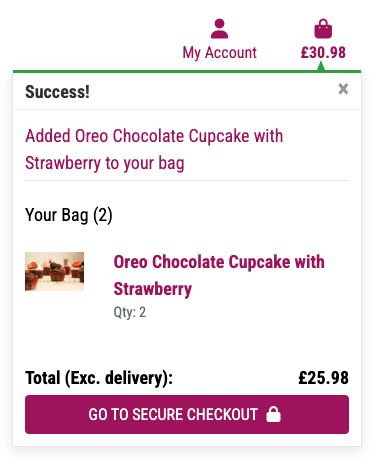 My Account
£30.98
Success!
×
Added Oreo Chocolate Cupcake with
Strawberry to your bag
Your Bag (2)
Oreo Chocolate Cupcake with
Strawberry
Qty: 2
Total (Exc. delivery): £25.98
GO TO SECURE CHECKOUT